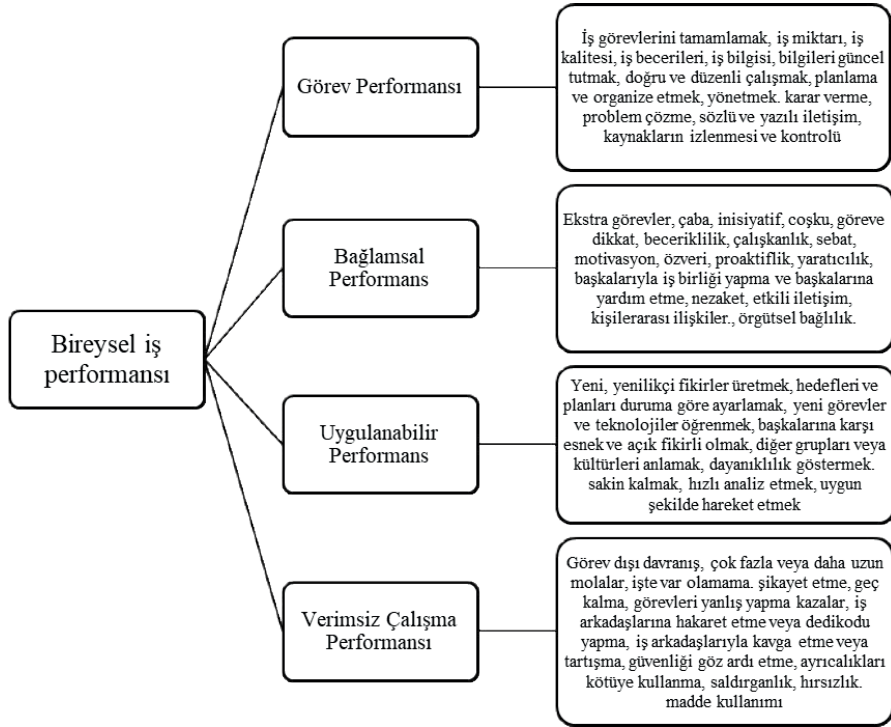 Bireysel iş
performansı
Görev Performansı
İş görevlerini tamamlamak, iş miktarı, iş
kalitesi, iş becerileri, iş bilgisi, bilgileri güncel
tutmak, doğru ve düzenli çalışmak, planlama
ve organize etmek, yönetmek. karar verme,
problem çözme, sözlü ve yazılı iletişim,
kaynakların izlenmesi ve kontrolü
Bağlamsal
Performans
Ekstra görevler, çaba, inisiyatif, coşku, göreve
dikkat, beceriklilik, çalışkanlık, sebat,
motivasyon, özveri, proaktiflik, yaratıcılık,
başkalarıyla iş birliği yapma ve başkalarına
yardım etme, nezaket, etkili iletişim,
kişilerarası ilişkiler., örgütsel bağlılık.
Uygulanabilir
Performans
Yeni, yenilikçi fikirler üretmek, hedefleri ve
planları duruma göre ayarlamak, yeni görevler
ve teknolojiler öğrenmek, başkalarına karşı
esnek ve açık fikirli olmak, diğer grupları veya
kültürleri anlamak, dayanıklılık göstermek.
sakin kalmak, hızlı analiz etmek, uygun
şekilde hareket etmek
Verimsiz Çalışma
Performansı
Görev dışı davranış, çok fazla veya daha uzun
molalar, işte var olamama. şikayet etme, geç
kalma, görevleri yanlış yapma kazalar, iş
arkadaşlarına hakaret etme veya dedikodu
yapma, iş arkadaşlarıyla kavga etme veya
tartışma, güvenliği göz ardı etme, ayrıcalıkları
kötüye kullanma, saldırganlık, hırsızlık.
madde kullanımı